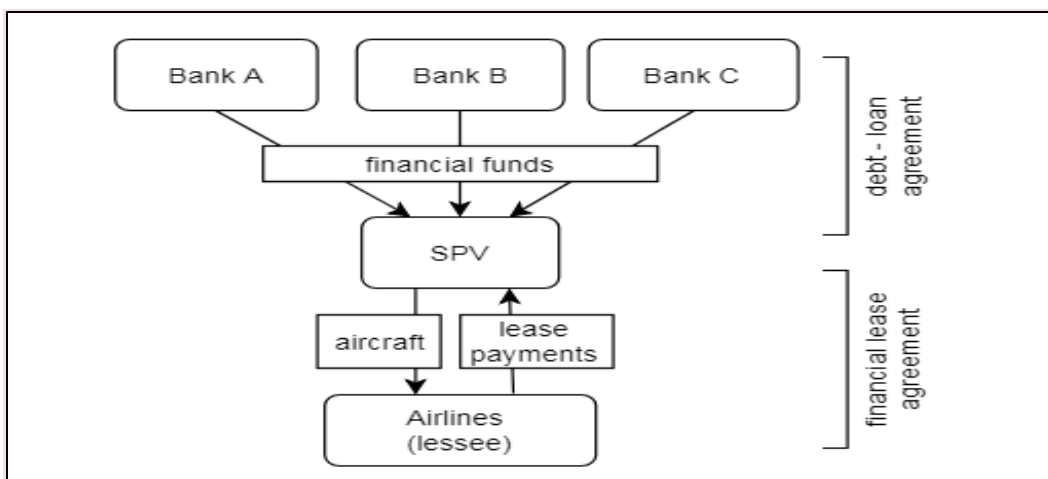 Bank A
Bank B
Bank C
financial funds
SPV
aircraft
lease
payments
Airlines
(lessee)
debt - loan
agreement
financial lease
agreement